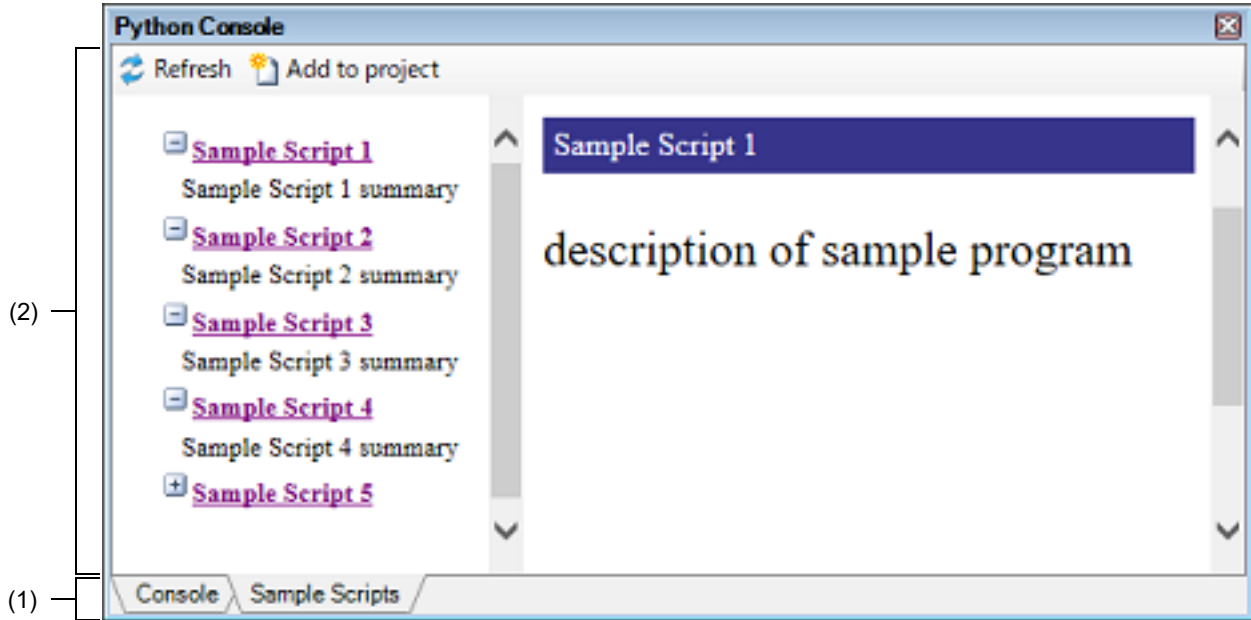 Python Console
Refresh Add to project
Sample Script 1
Sample Script 1 summary
Sample Script 2
Sample Script 2 summary
Sample Script 3
Sample Script 3 summary
Sample Script 4
Sample Script 4 summary
Sample Script 5
Sample Script 1
description of sample program
(2)
(1)
Console Sample Scripts